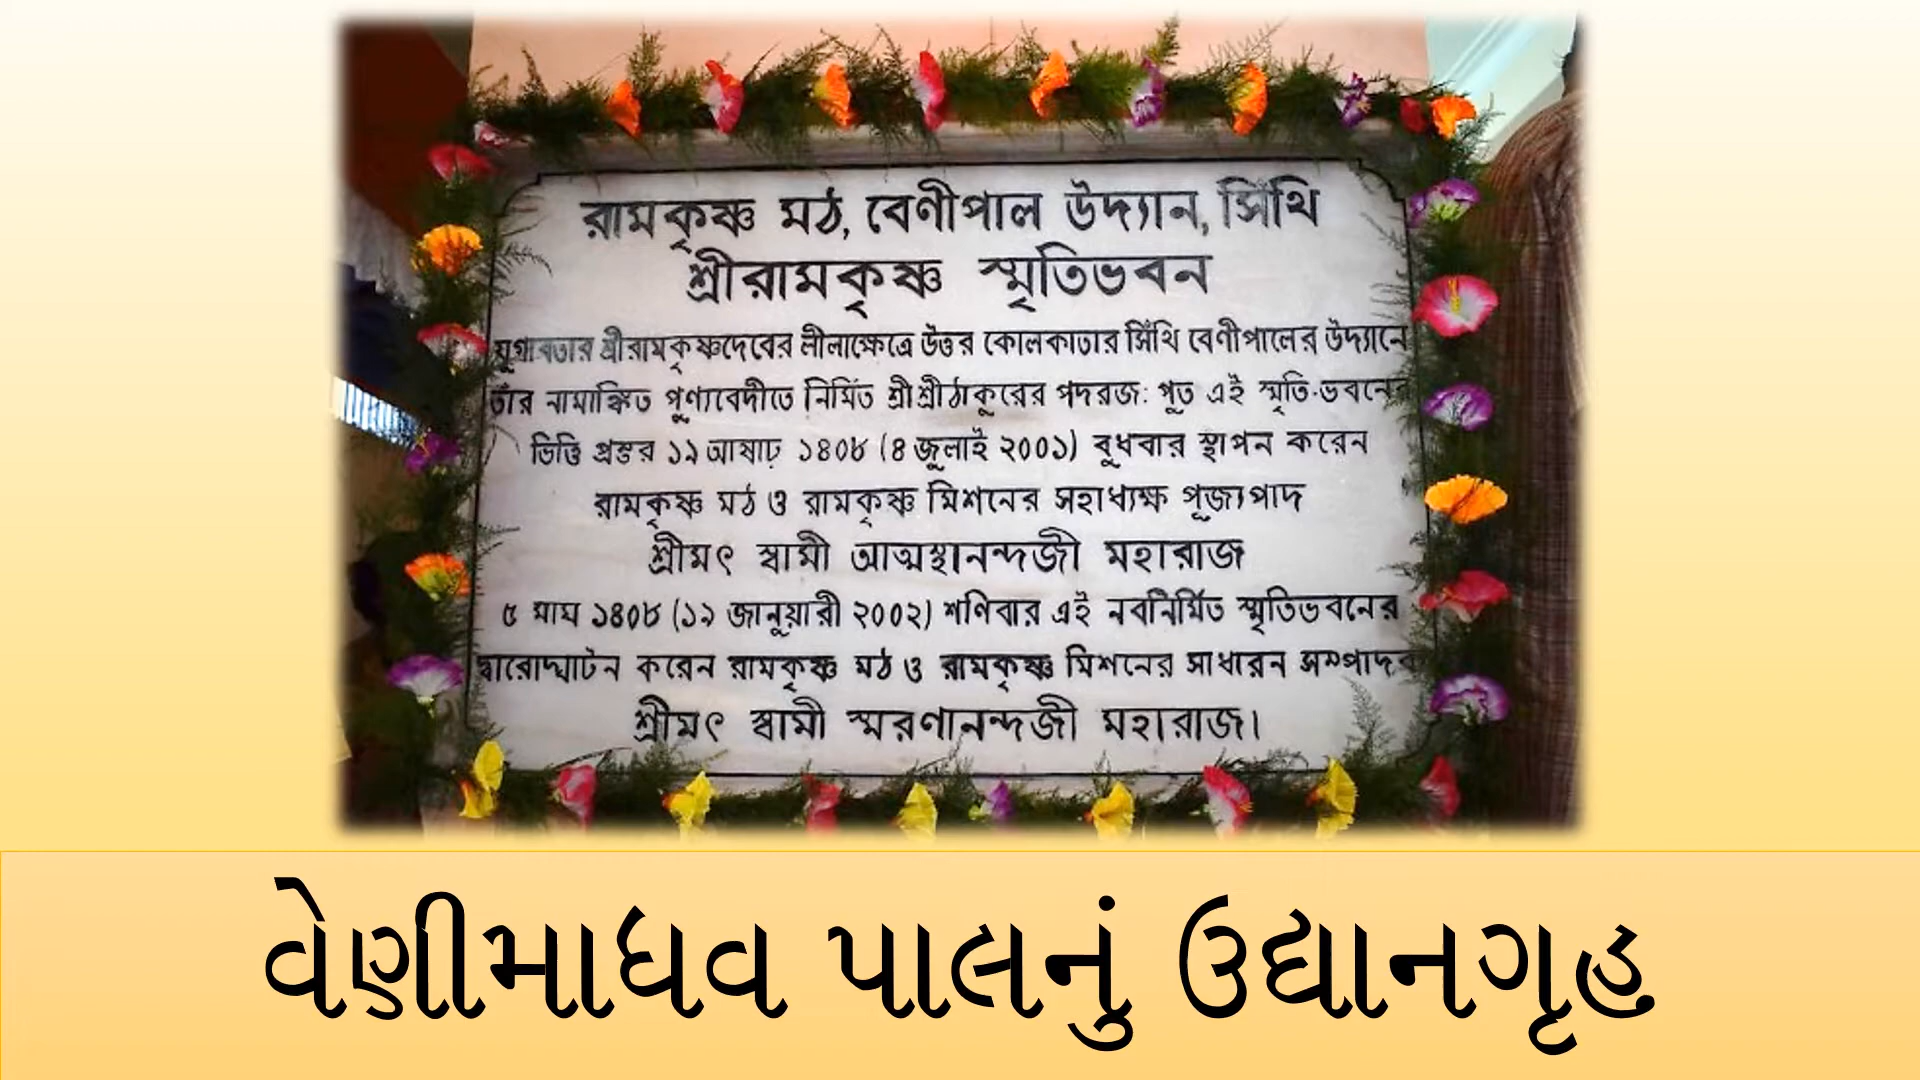 রামকৃষ্ণ মঠ, বেণীপাল উদ্যান, সিঁথি
শ্রীরামকৃষ্ণ স্মৃতিভবন
যুগাবতার শ্রীরামকৃষ্ণদেবের লীলাক্ষেত্রে উত্তর কোলকাতার সিঁথি বেণীপালের উদ্যানে
তাঁর নামাঙ্কিত পুণ্যবেদীতে নির্মিত শ্রীশ্রীঠাকুরের পদরজঃ পূত এই স্মৃতি-ভবনের
ভিত্তি প্রস্তর ১৯ আষাঢ় ১৪০৮ (৪ জুলাই ২০০১) বুধবার স্থাপন করেন
রামকৃষ্ণ মঠ ও রামকৃষ্ণ মিশনের সহাধ্যক্ষ পূজ্যপাদ
শ্রীমৎ স্বামী আত্মস্থানন্দজী মহারাজ
৫ মাঘ ১৪০৮ (১৯ জানুয়ারী ২০০২) শনিবার এই নবনির্মিত স্মৃতিভবনের
দ্বারোদ্ঘাটন করেন রামকৃষ্ণ মঠ ও রামকৃষ্ণ মিশনের সাধারন সম্পাদক
শ্রীমৎ স্বামী স্মরণানন্দজী মহারাজ।
વેણીમાધવ પાલનું ઉદ્યાનગૃહ